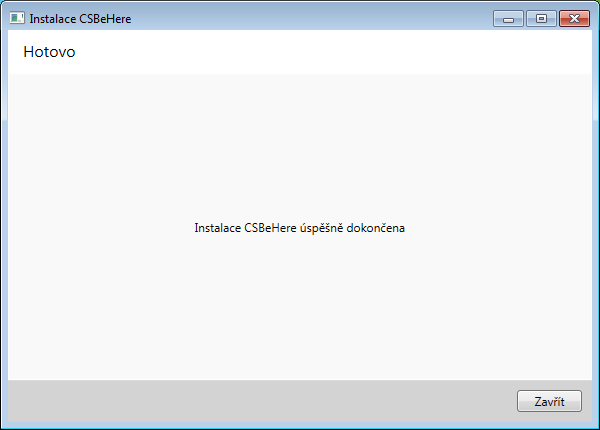 Instalace CSBeHere
Hotovo
Instalace CSBeHere úspěšně dokončena
Zavřít